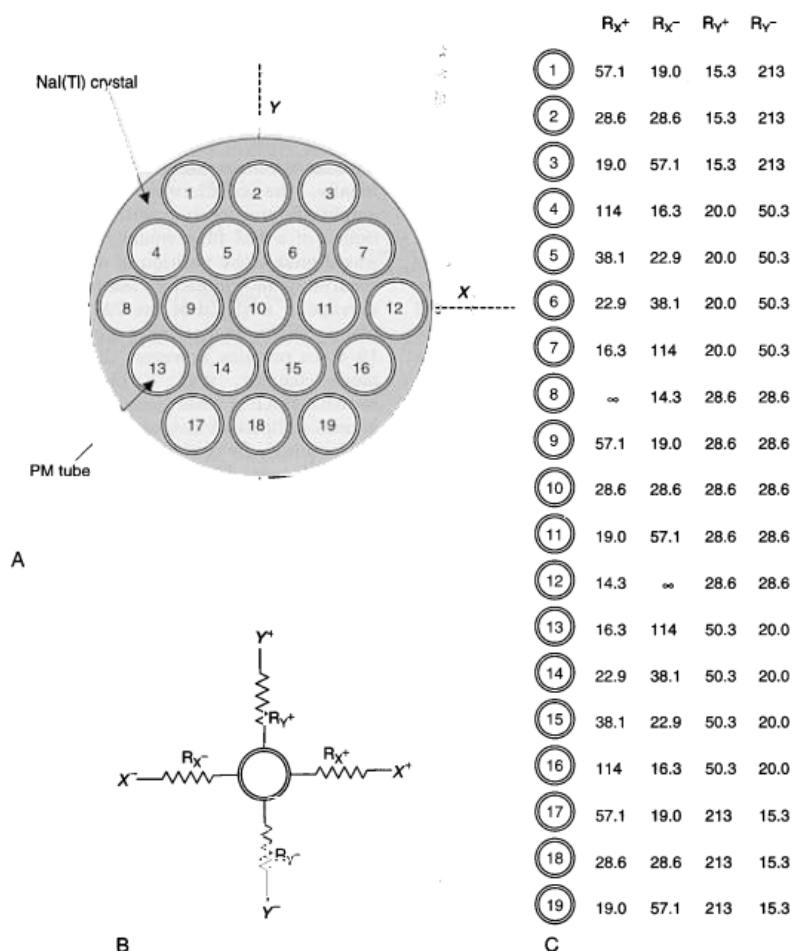 NaI(Tl) crystal
Y
X
1 2 3
4 5 6 7
8 9 10 11 12
13 14 15 16
17 18 19
PM tube
A
Y+
RY+
X− RX− RX+ X+
RY−
Y−
B
RX+ RX− RY+ RY−
1 57.1 19.0 15.3 213
2 28.6 28.6 15.3 213
3 19.0 57.1 15.3 213
4 114 16.3 20.0 50.3
5 38.1 22.9 20.0 50.3
6 22.9 38.1 20.0 50.3
7 16.3 114 20.0 50.3
8 ∞ 14.3 28.6 28.6
9 57.1 19.0 28.6 28.6
10 28.6 28.6 28.6 28.6
11 19.0 57.1 28.6 28.6
12 14.3 ∞ 28.6 28.6
13 16.3 114 50.3 20.0
14 22.9 38.1 50.3 20.0
15 38.1 22.9 50.3 20.0
16 114 16.3 50.3 20.0
17 57.1 19.0 213 15.3
18 28.6 28.6 213 15.3
19 19.0 57.1 213 15.3
C